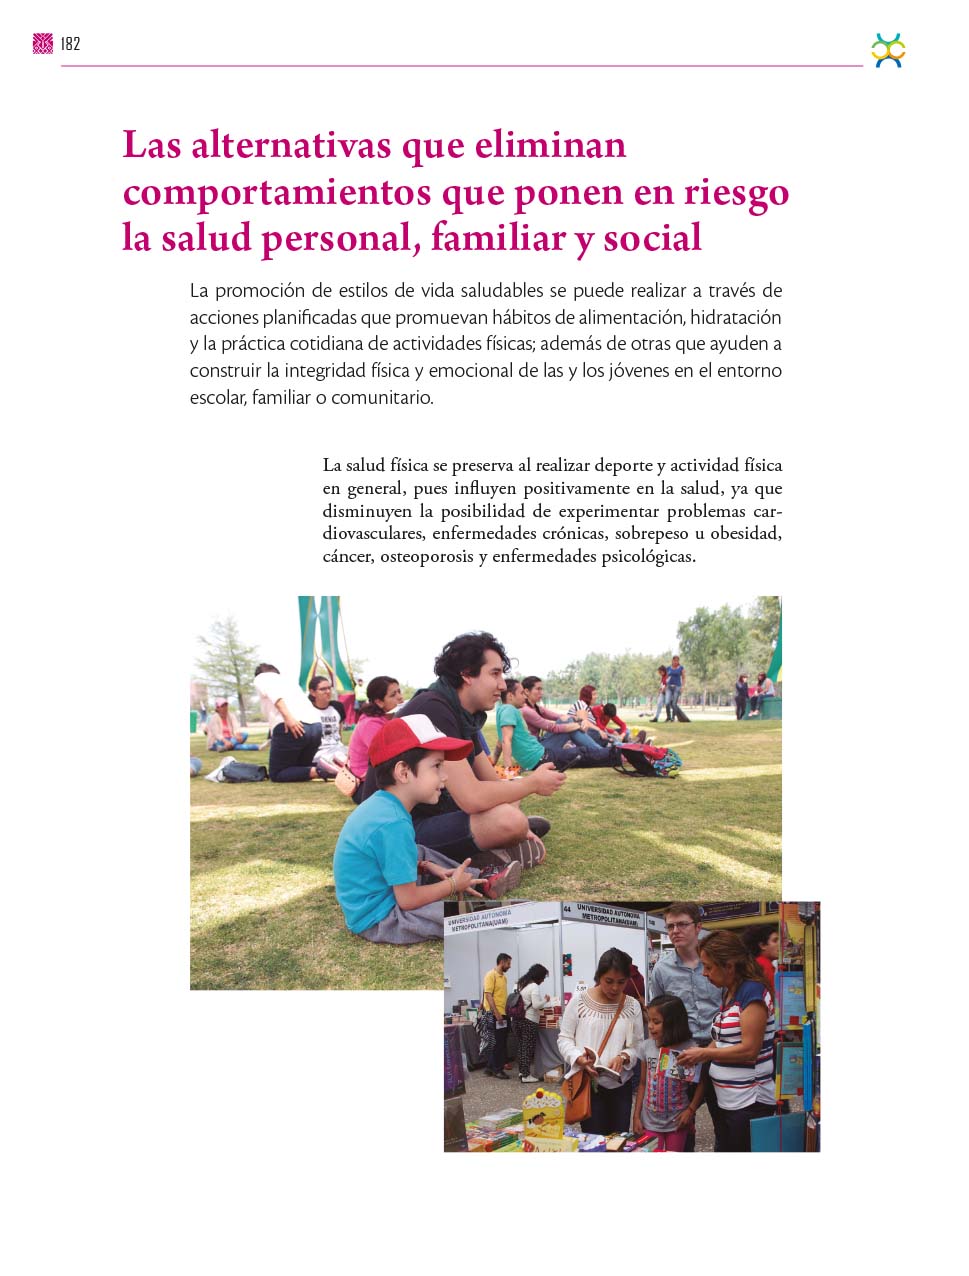 182
Las alternativas que eliminan
comportamientos que ponen en riesgo
la salud personal, familiar y social
La promoción de estilos de vida saludables se puede realizar a través de
acciones planificadas que promuevan hábitos de alimentación, hidratación
y la práctica cotidiana de actividades físicas; además de otras que ayuden a
construir la integridad física y emocional de las y los jóvenes en el entorno
escolar, familiar o comunitario.
La salud física se preserva al realizar deporte y actividad física
en general, pues influyen positivamente en la salud, ya que
disminuyen la posibilidad de experimentar problemas car-
diovasculares, enfermedades crónicas, sobrepeso u obesidad,
cáncer, osteoporosis y enfermedades psicológicas.
UNIVERSIDAD AUTONOMA
METROPOLITANA(UAM)
44 UNIVERSIDAD AUTONOMA
METROPOLITANA(UAM)